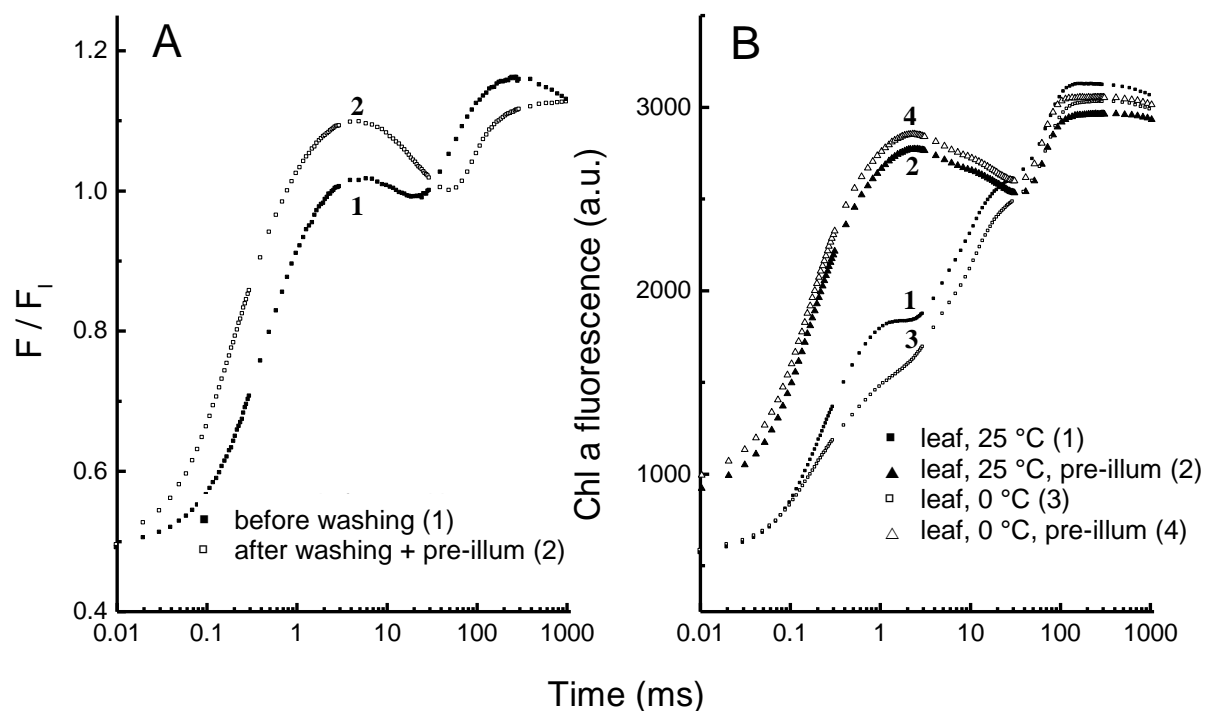 A
1.2
1.0
0.8
0.6
0.4
F / F_I
2
1
before washing (1)
after washing + pre-illum (2)
0.01
0.1
1
10
100
1000
B
3000
2000
1000
Chl a fluorescence (a.u.)
4
2
1
3
leaf, 25 °C (1)
leaf, 25 °C, pre-illum (2)
leaf, 0 °C (3)
leaf, 0 °C, pre-illum (4)
0.01
0.1
1
10
100
1000
Time (ms)